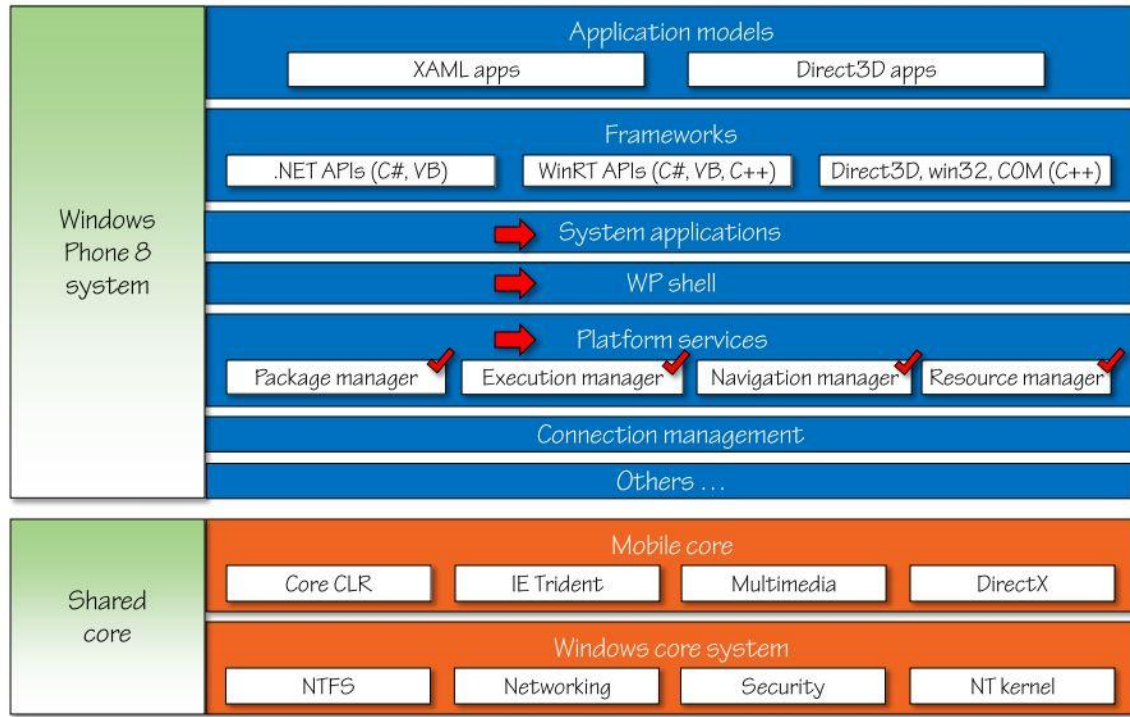 Application models
XAML apps
Direct3D apps
Frameworks
.NET APIs (C#, VB)
WinRT APIs (C#, VB, C++)
Direct3D, win32, COM (C++)
Windows
Phone 8
system
System applications
WP shell
Platform services
Package manager
Execution manager
Navigation manager
Resource manager
Connection management
Others ...
Shared
core
Mobile core
Core CLR
IE Trident
Multimedia
DirectX
Windows core system
NTFS
Networking
Security
NT kernel